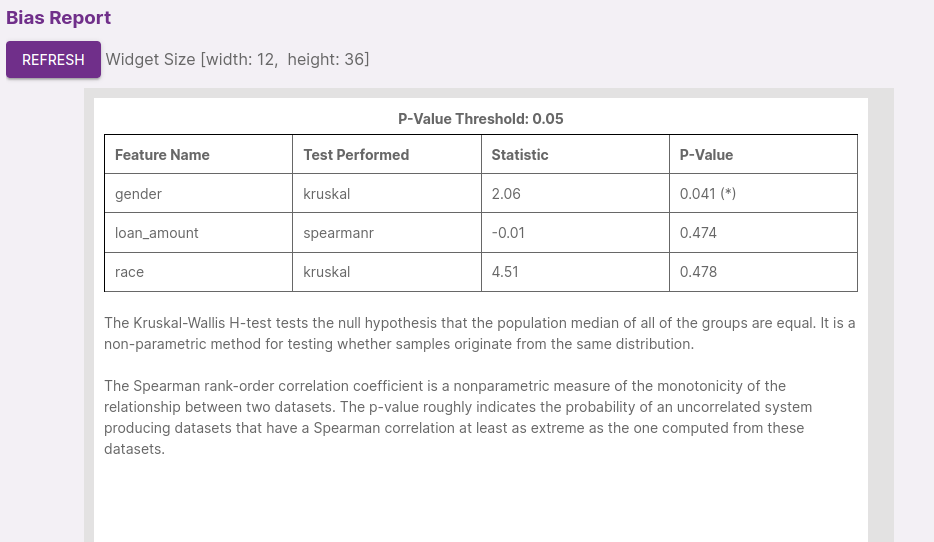 Bias Report
REFRESH Widget Size [width: 12, height: 36]
P-Value Threshold: 0.05
Feature Name Test Performed Statistic P-Value
gender kruskal 2.06 0.041 (*)
loan_amount spearmanr -0.01 0.474
race kruskal 4.51 0.478
The Kruskal-Wallis H-test tests the null hypothesis that the population median of all of the groups are equal. It is a
non-parametric method for testing whether samples originate from the same distribution.
The Spearman rank-order correlation coefficient is a nonparametric measure of the monotonicity of the
relationship between two datasets. The p-value roughly indicates the probability of an uncorrelated system
producing datasets that have a Spearman correlation at least as extreme as the one computed from these
datasets.